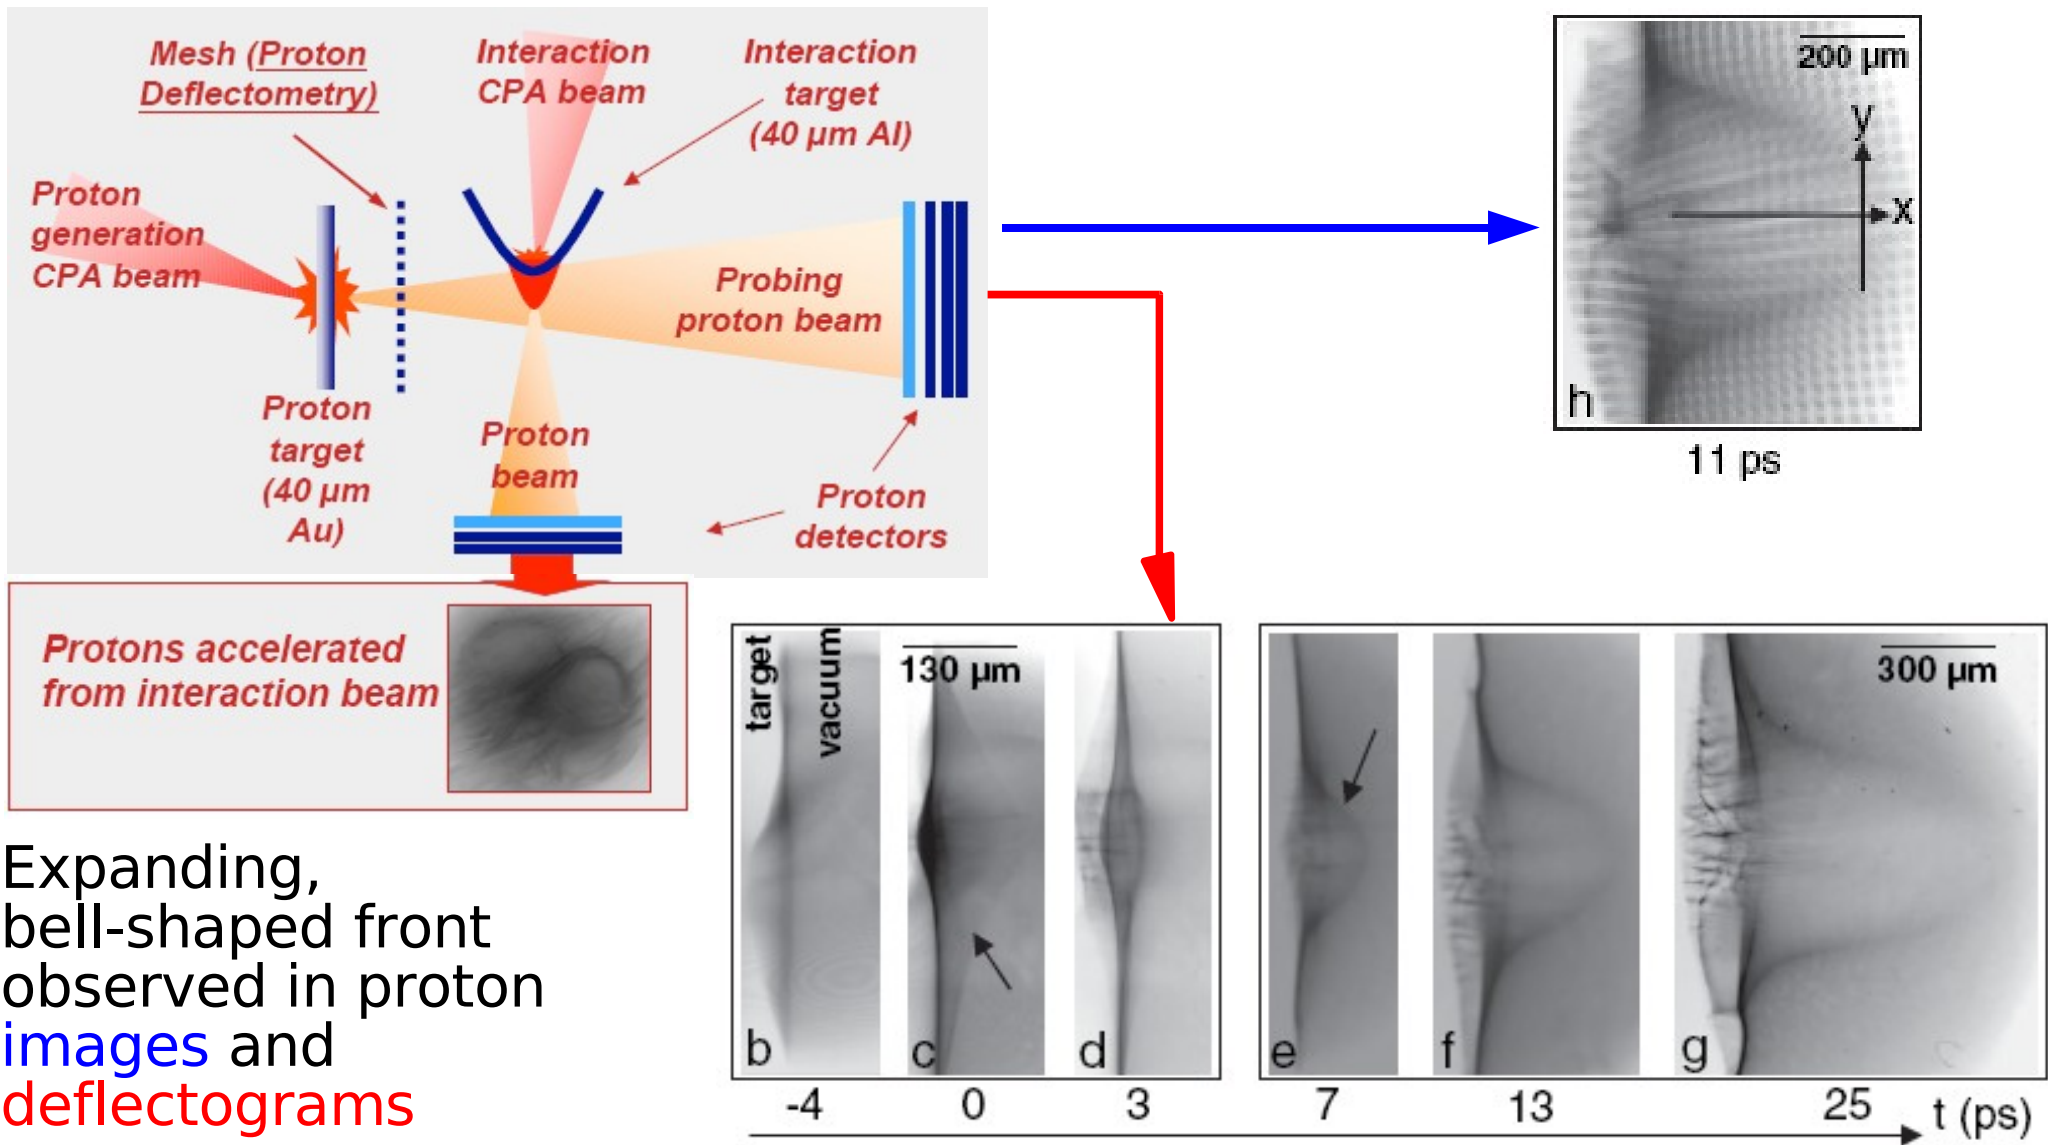 Mesh (Proton
Deflectometry)
Interaction
CPA beam
Interaction
target
(40 µm Al)
Proton
generation
CPA beam
Probing
proton beam
Proton
target
(40 µm
Au)
Proton
beam
Proton
detectors
Protons accelerated
from interaction beam
200 µm
y
x
h
11 ps
target
vacuum
130 µm
300 µm
b
c
d
e
f
g
-4
0
3
7
13
25
t (ps)
Expanding,
bell-shaped front
observed in proton
images and
deflectograms